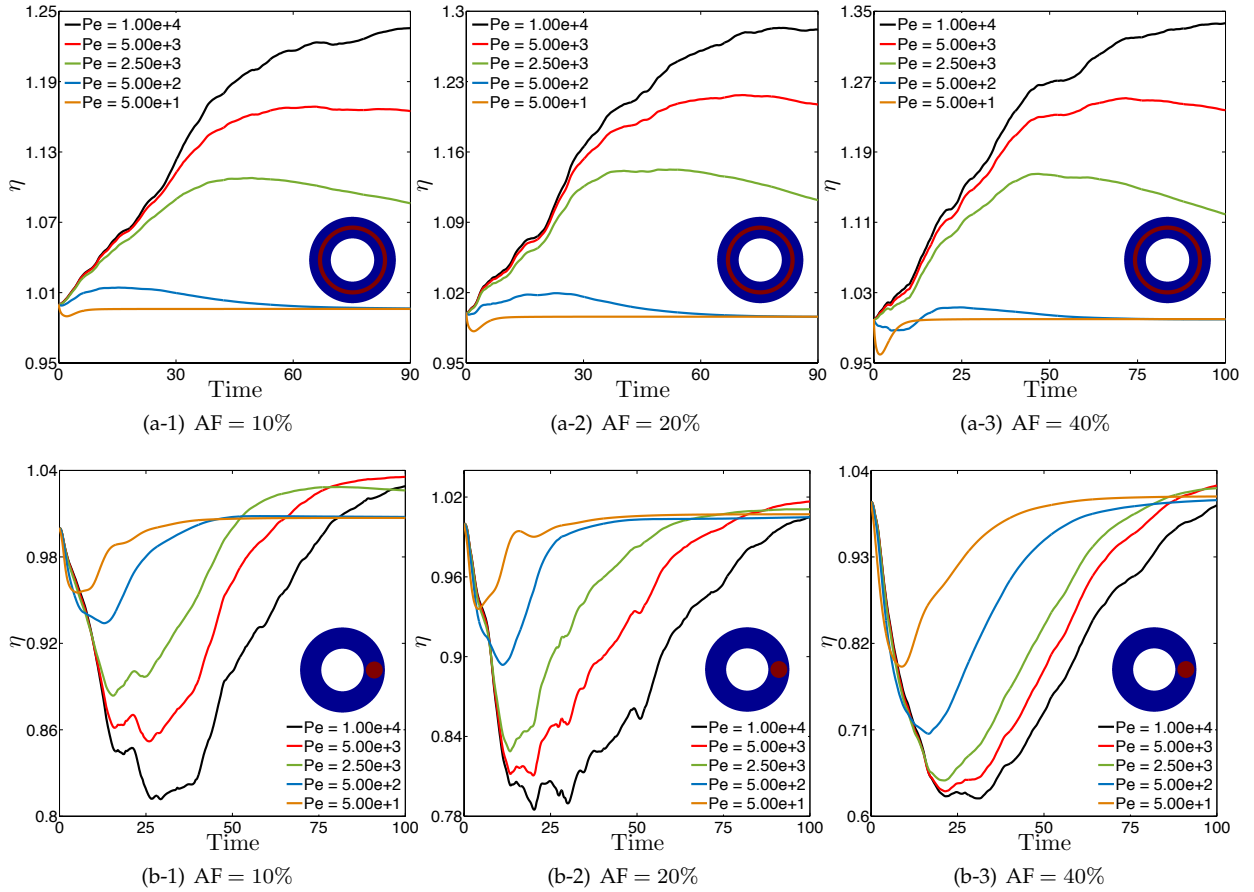 1.25
1.19
1.13
1.07
1.01
0.95
η
Pe = 1.00e+4
Pe = 5.00e+3
Pe = 2.50e+3
Pe = 5.00e+2
Pe = 5.00e+1
0 30 60 90
Time
(a-1) AF = 10%
1.3
1.23
1.16
1.09
1.02
0.95
η
Pe = 1.00e+4
Pe = 5.00e+3
Pe = 2.50e+3
Pe = 5.00e+2
Pe = 5.00e+1
0 30 60 90
Time
(a-2) AF = 20%
1.35
1.27
1.19
1.11
1.03
0.95
η
Pe = 1.00e+4
Pe = 5.00e+3
Pe = 2.50e+3
Pe = 5.00e+2
Pe = 5.00e+1
0 25 50 75 100
Time
(a-3) AF = 40%
1.04
0.98
0.92
0.86
0.8
η
Pe = 1.00e+4
Pe = 5.00e+3
Pe = 2.50e+3
Pe = 5.00e+2
Pe = 5.00e+1
0 25 50 75 100
Time
(b-1) AF = 10%
1.02
0.96
0.9
0.84
0.78
η
Pe = 1.00e+4
Pe = 5.00e+3
Pe = 2.50e+3
Pe = 5.00e+2
Pe = 5.00e+1
0 25 50 75 100
Time
(b-2) AF = 20%
1.04
0.93
0.82
0.71
0.6
η
Pe = 1.00e+4
Pe = 5.00e+3
Pe = 2.50e+3
Pe = 5.00e+2
Pe = 5.00e+1
0 25 50 75 100
Time
(b-3) AF = 40%